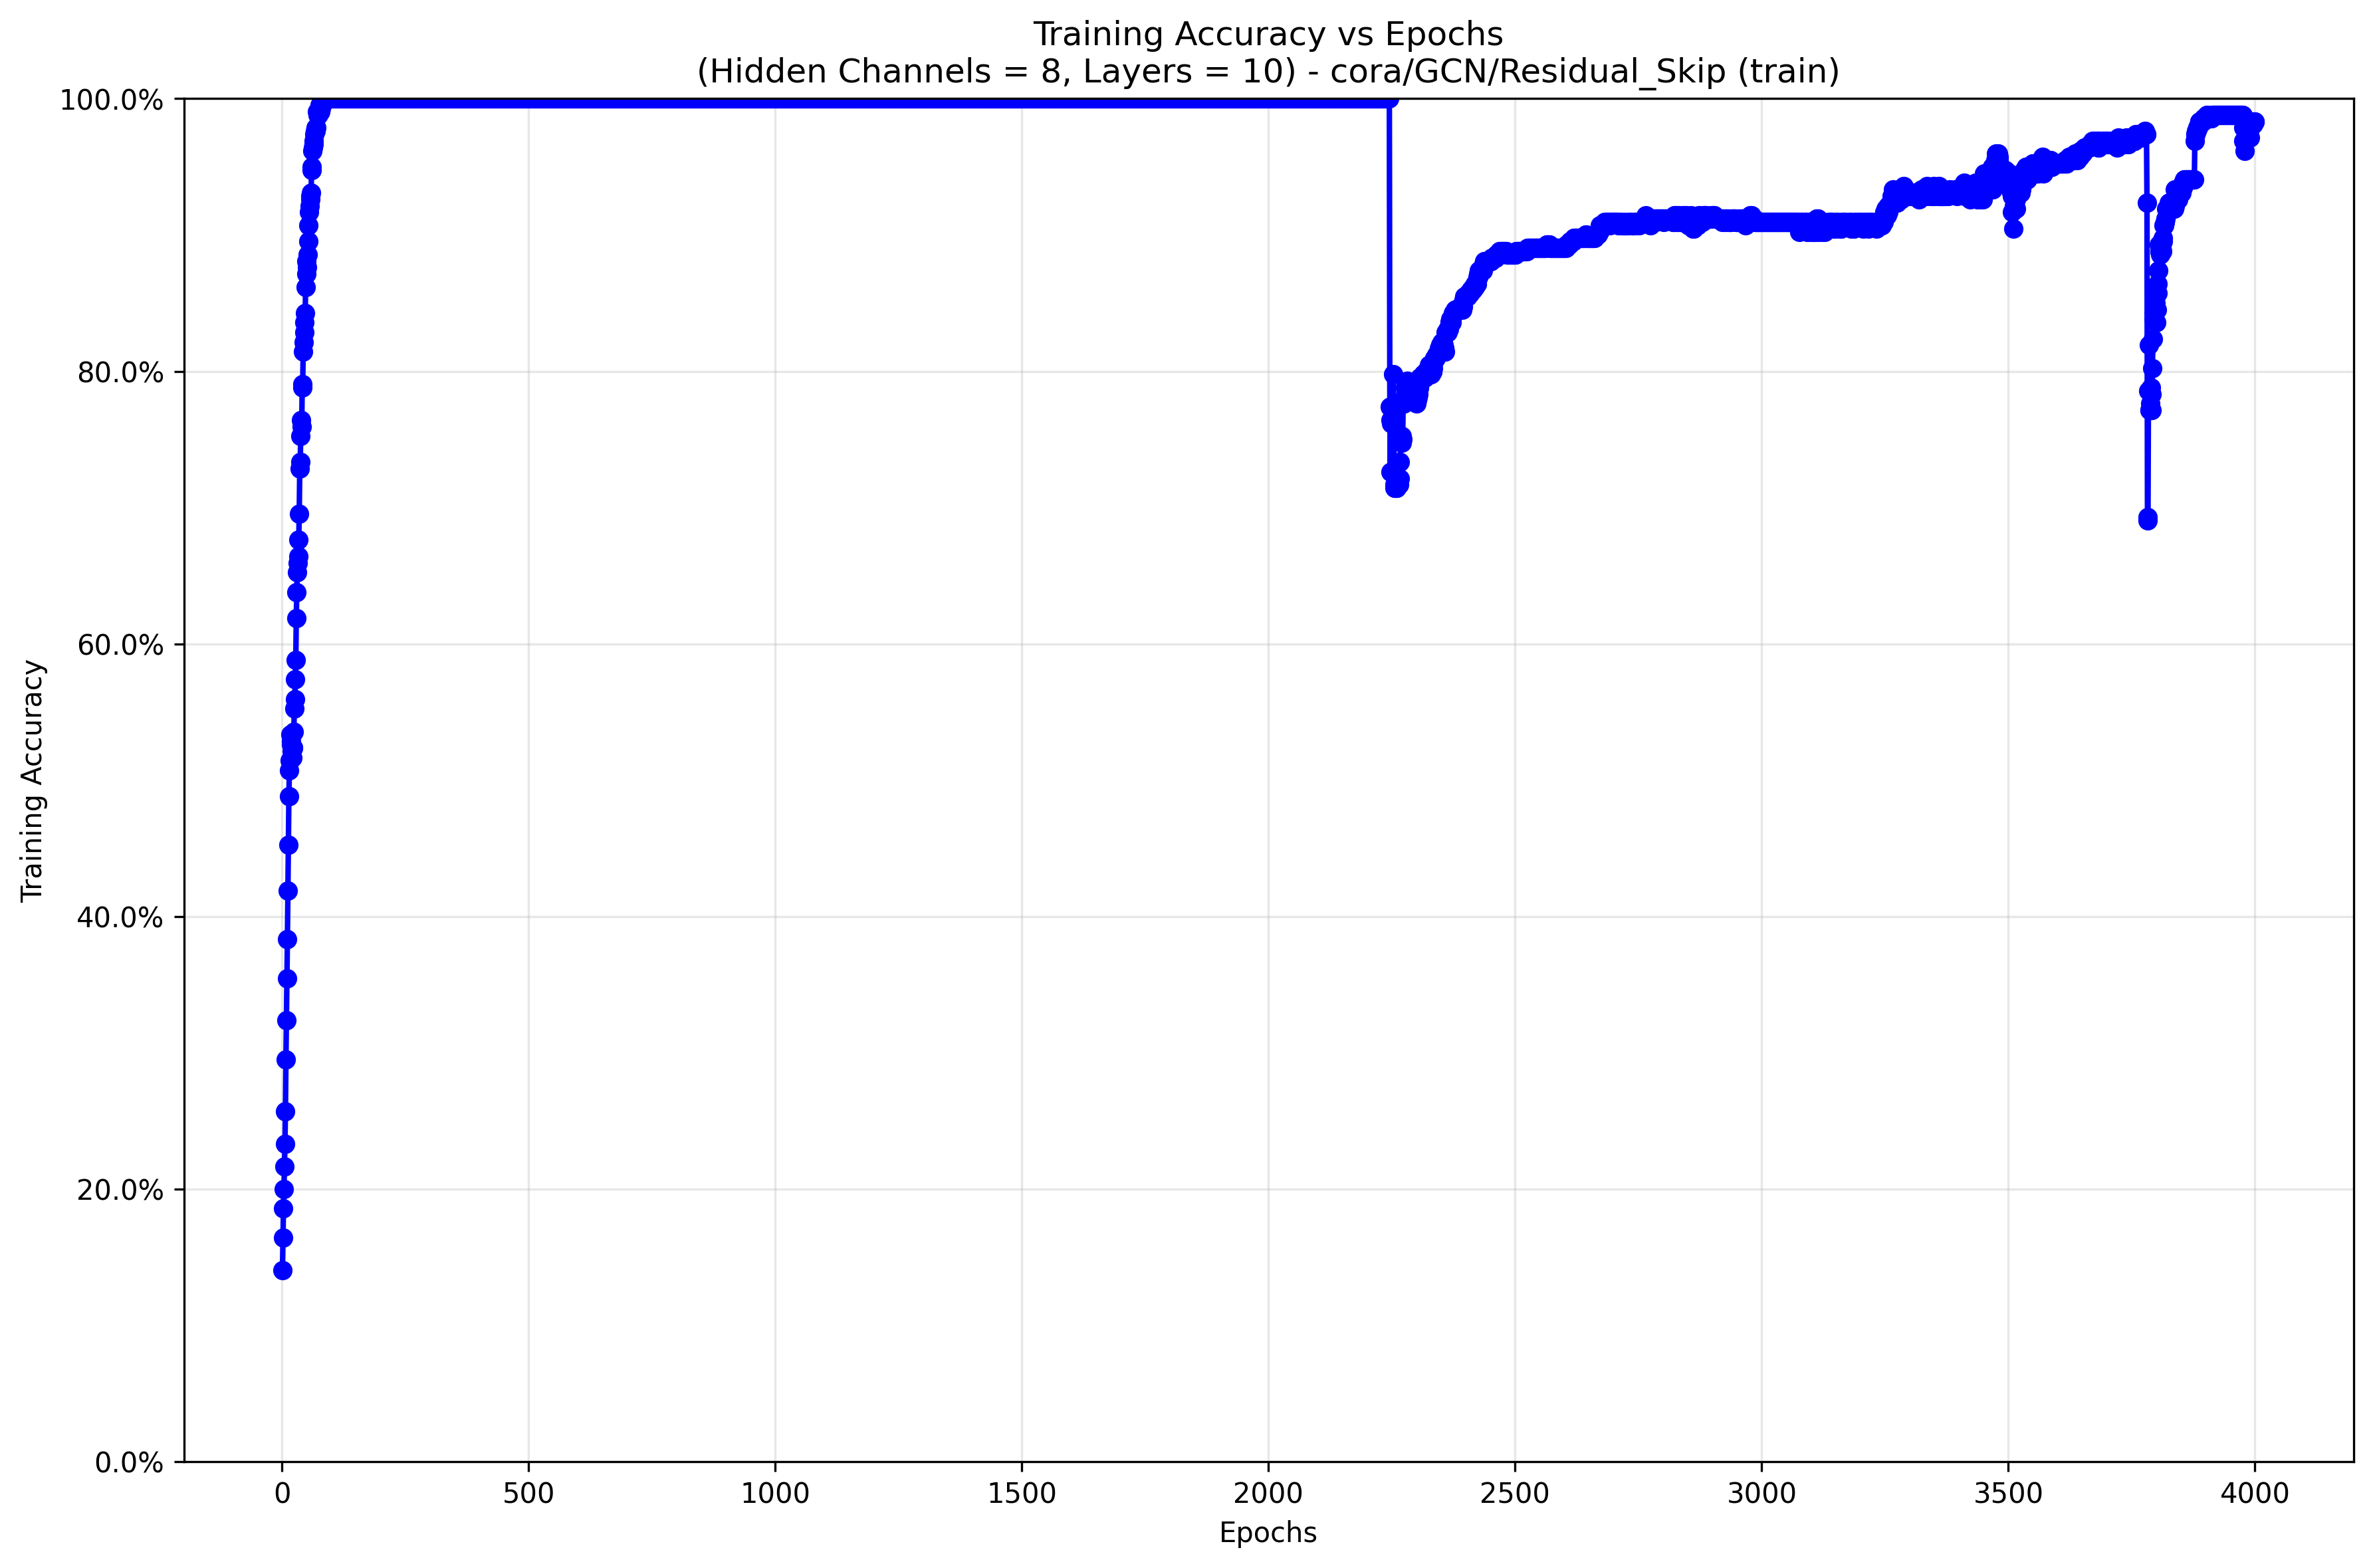 Training Accuracy vs Epochs
(Hidden Channels = 8, Layers = 10) - cora/GCN/Residual_Skip (train)
100.0%
80.0%
60.0%
40.0%
20.0%
0.0%
Training Accuracy
0 500 1000 1500 2000 2500 3000 3500 4000
Epochs